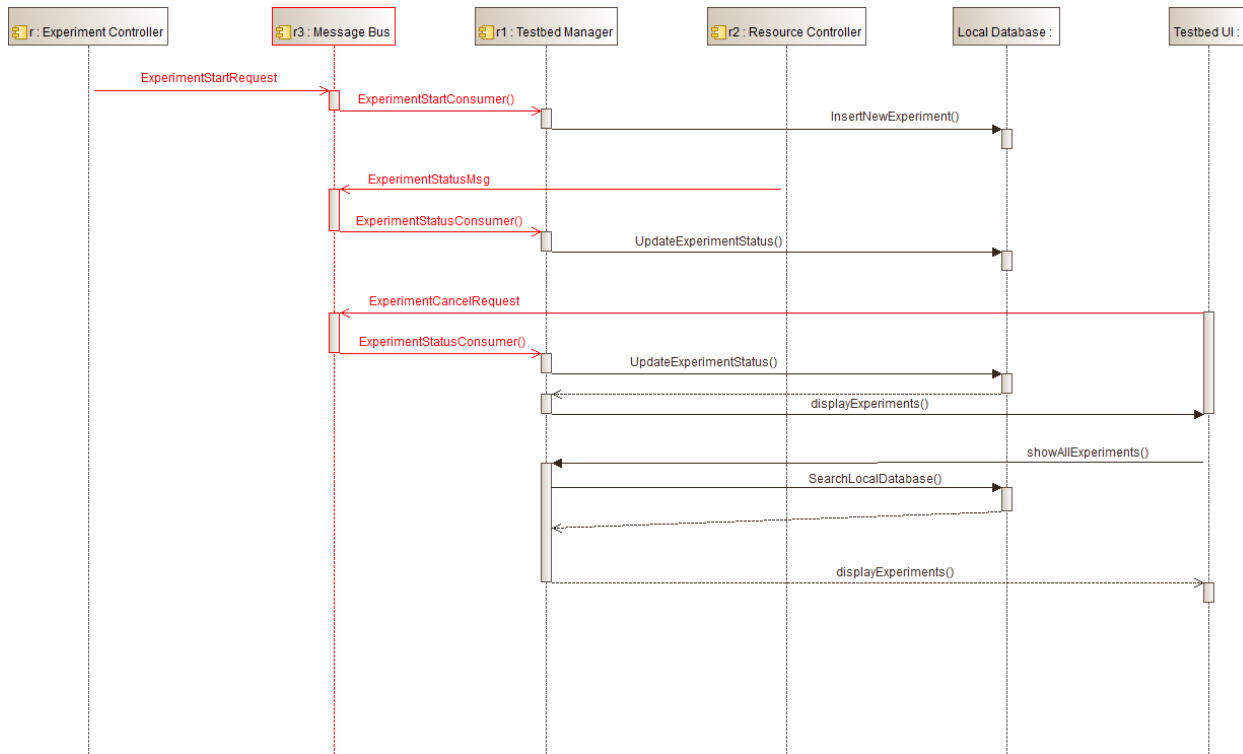 r : Experiment Controller
r3 : Message Bus
r1 : Testbed Manager
r2 : Resource Controller
Local Database :
Testbed UI :
ExperimentStartRequest
ExperimentStartConsumer()
InsertNewExperiment()
ExperimentStatusMsg
ExperimentStatusConsumer()
UpdateExperimentStatus()
ExperimentCancelRequest
ExperimentStatusConsumer()
UpdateExperimentStatus()
displayExperiments()
showAllExperiments()
SearchLocalDatabase()
displayExperiments()